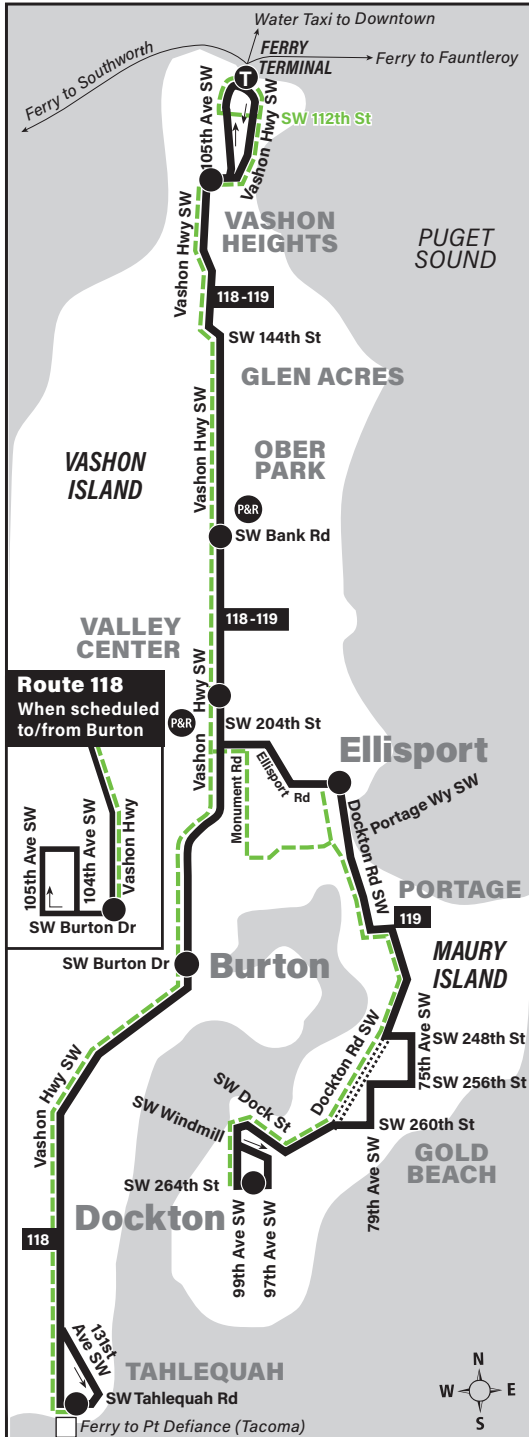 Water Taxi to Downtown
Ferry to Southworth
FERRY
TERMINAL
Ferry to Fauntleroy
T
105th Ave SW
SW 112th St
Vashon Hwy SW
VASHON
HEIGHTS
PUGET
SOUND
Vashon Hwy SW
118-119
SW 144th St
GLEN ACRES
Vashon Hwy SW
OBER
PARK
VASHON
ISLAND
P&R
SW Bank Rd
118-119
VALLEY
CENTER
Route 118
When scheduled
to/from Burton
P&R
Vashon Hwy SW
SW 204th St
Ellisport
Monument Rd
Ellisport Rd
Portage Wy SW
Dockton Rd SW
105th Ave SW
104th Ave SW
Vashon Hwy
SW Burton Dr
PORTAGE
119
SW Burton Dr
Burton
MAURY
ISLAND
Vashon Hwy SW
Dockton Rd SW
75th Ave SW
SW 248th St
SW 256th St
SW Dock St
SW Windmill
SW 260th St
79th Ave SW
GOLD
BEACH
SW 264th St
Dockton
99th Ave SW
97th Ave SW
118
131st
Ave SW
TAHLEQUAH
SW Tahlequah Rd
Ferry to Pt Defiance (Tacoma)
N
W
E
S